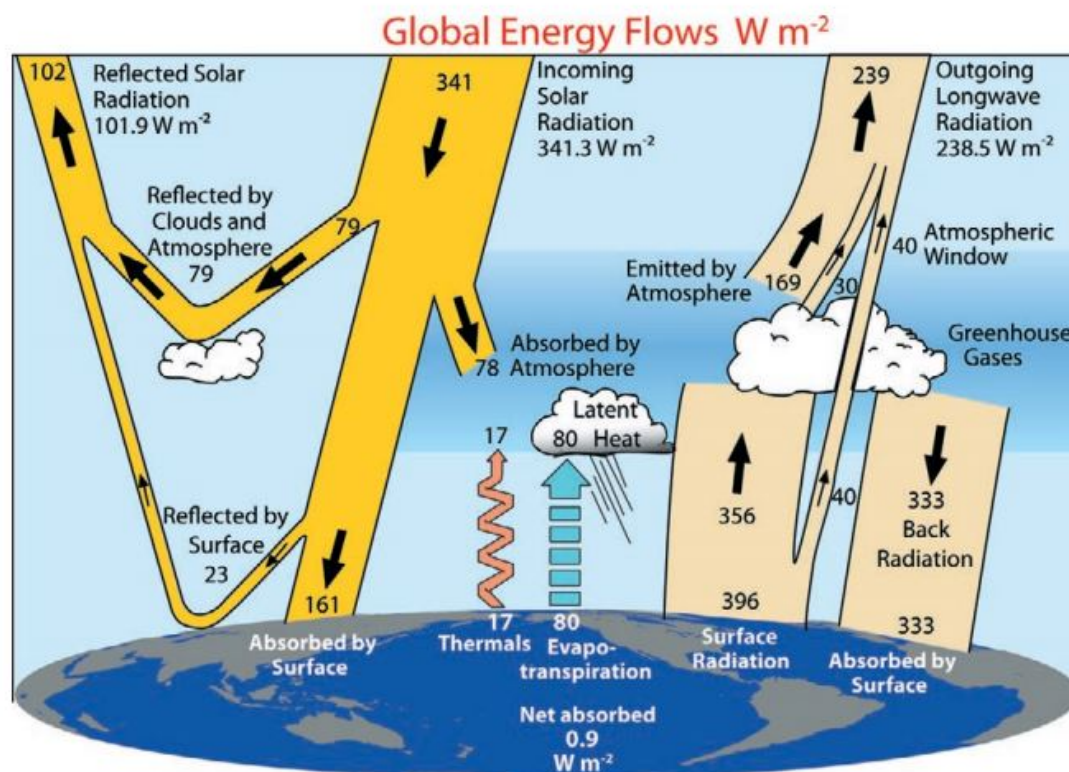 Global Energy Flows W m-2
102
Reflected Solar
Radiation
101.9 W m-2
341
Incoming
Solar
Radiation
341.3 W m-2
239
Outgoing
Longwave
Radiation
238.5 W m-2
Reflected by
Clouds and
Atmosphere
79
79
Emitted by
Atmosphere
169
30
40
Atmospheric
Window
Greenhouse
Gases
78
Absorbed by
Atmosphere
17
Latent
80 Heat
356
40
333
Back
Radiation
Reflected by
Surface
23
161
Absorbed by
Surface
17
Thermals
80
Evapo-
transpiration
396
Surface
Radiation
333
Absorbed by
Surface
Net absorbed
0.9
W m-2